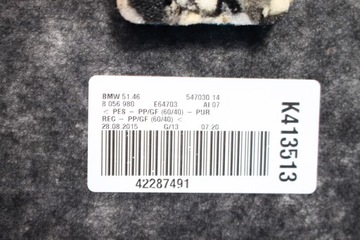 BMW 51.46 547030 14
8 056 980 E64703 AI 07
< PES - PP/GF (60/40) - PUR
REC - PP/GF (60/40) <
28.08.2015 G/13 07:20
42287491
K413513